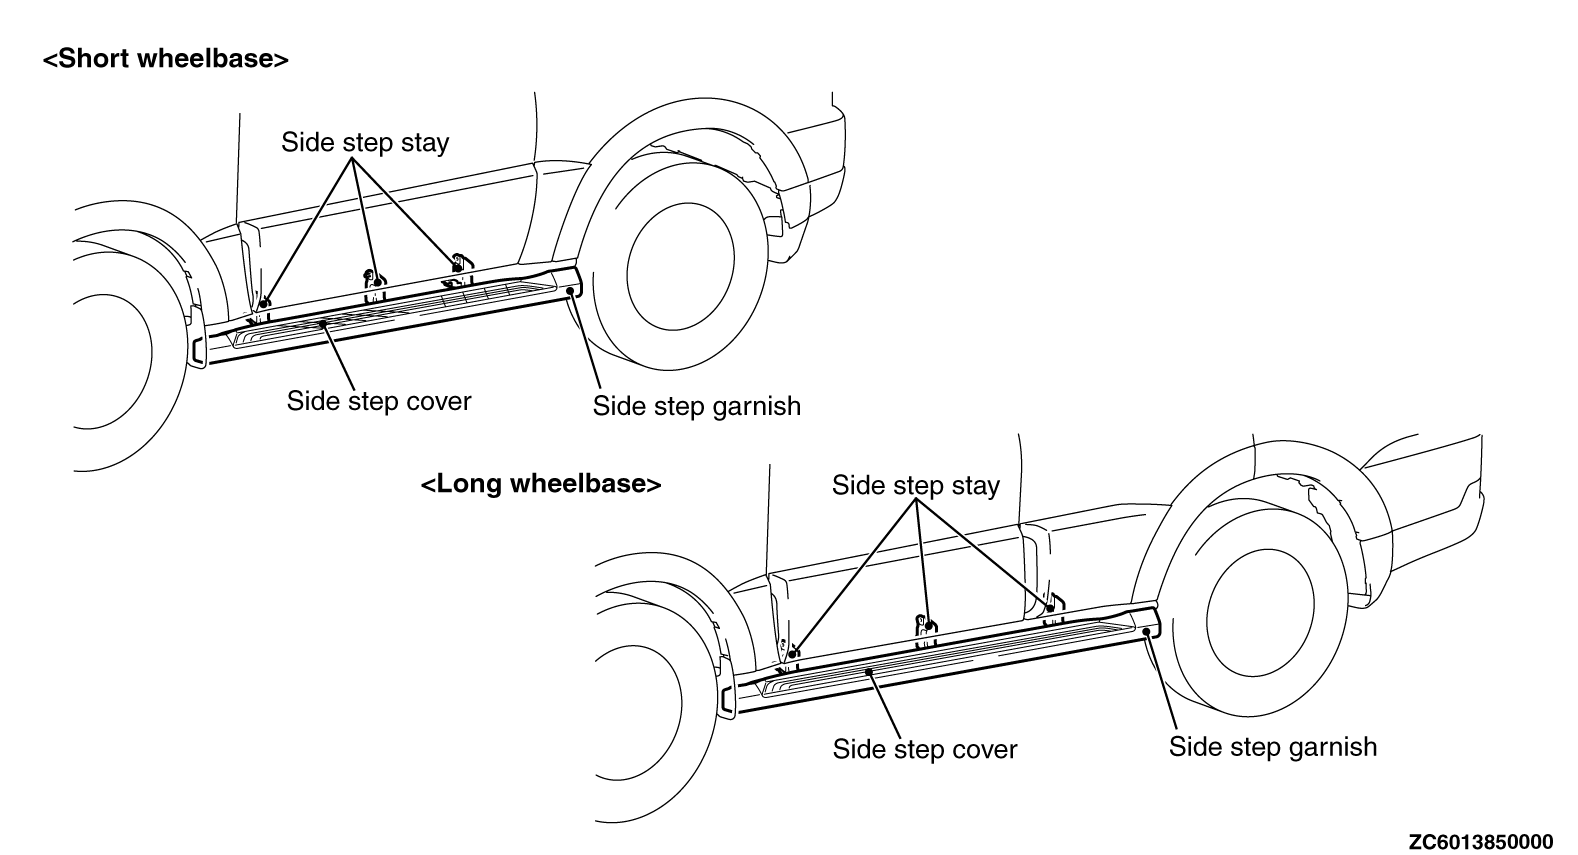 <Short wheelbase>
Side step stay
Side step cover
Side step garnish
<Long wheelbase>
Side step stay
Side step cover
Side step garnish
ZC6013850000